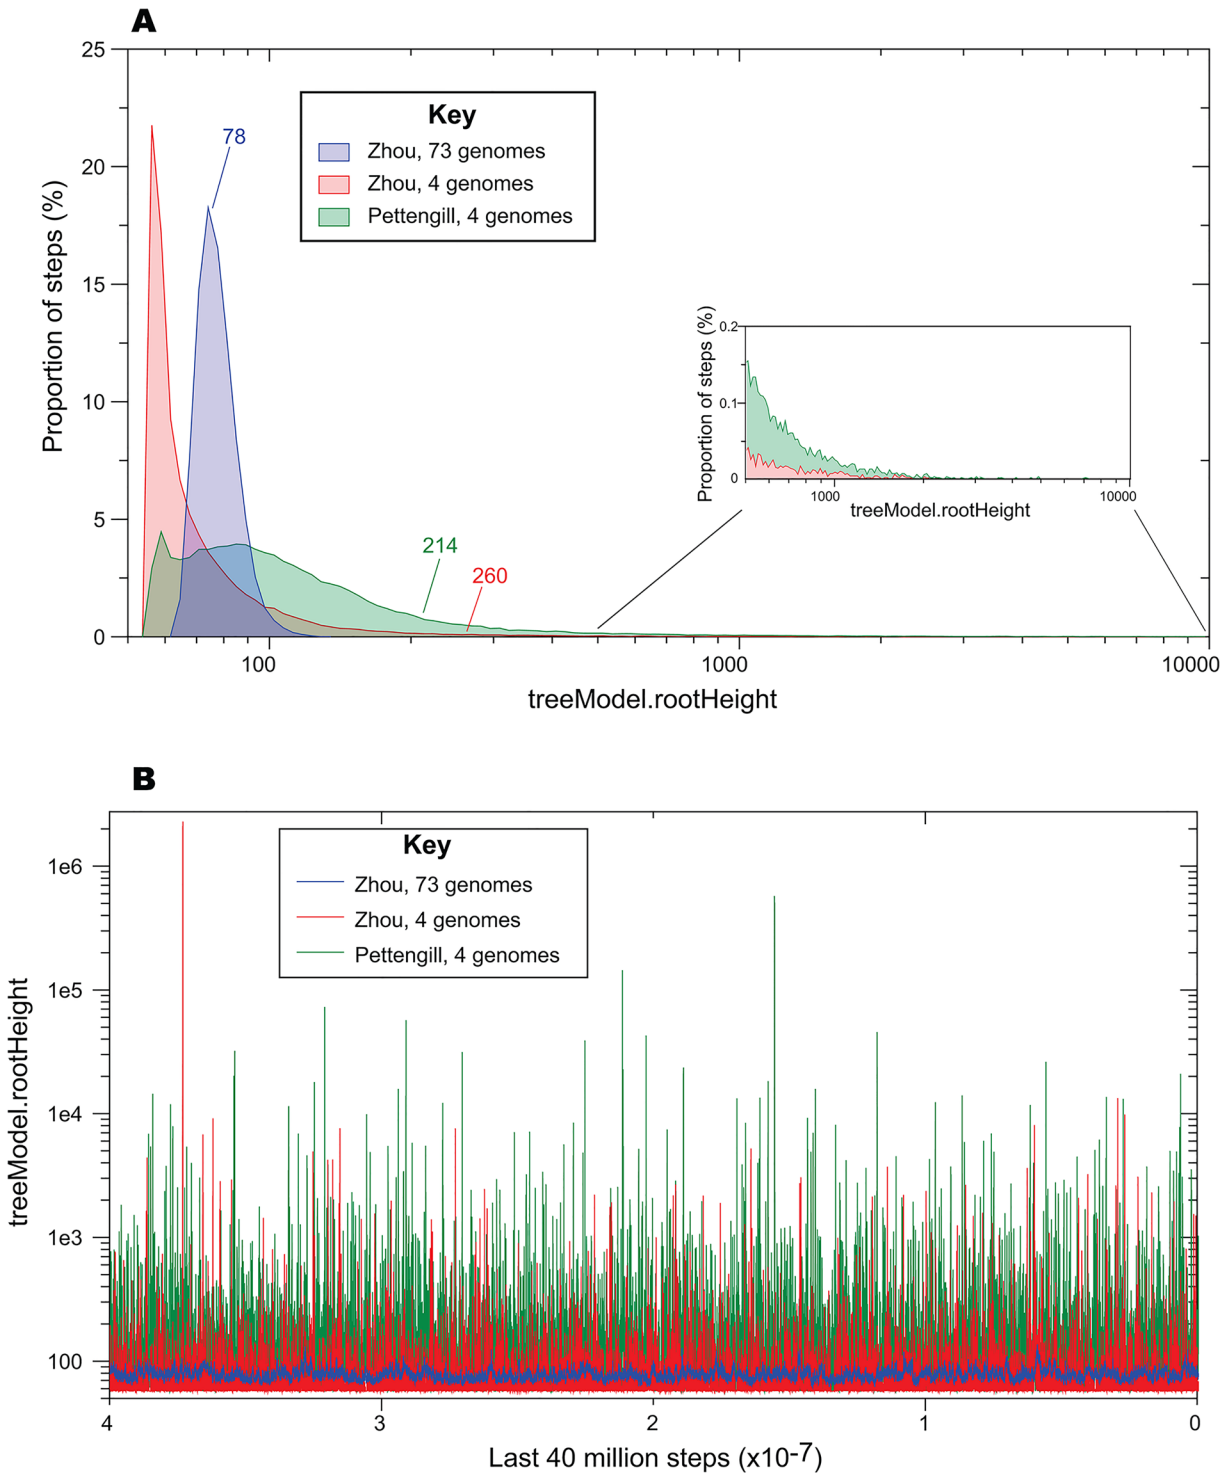 A
25
20
15
10
5
0
Proportion of steps (%)
78
Key
Zhou, 73 genomes
Zhou, 4 genomes
Pettengill, 4 genomes
214
260
0.2
0.1
0
Proportion of steps (%)
1000
10000
treeModel.rootHeight
100
1000
10000
treeModel.rootHeight
B
Key
Zhou, 73 genomes
Zhou, 4 genomes
Pettengill, 4 genomes
1e6
1e5
1e4
1e3
100
treeModel.rootHeight
4
3
2
1
0
Last 40 million steps (x10-7)